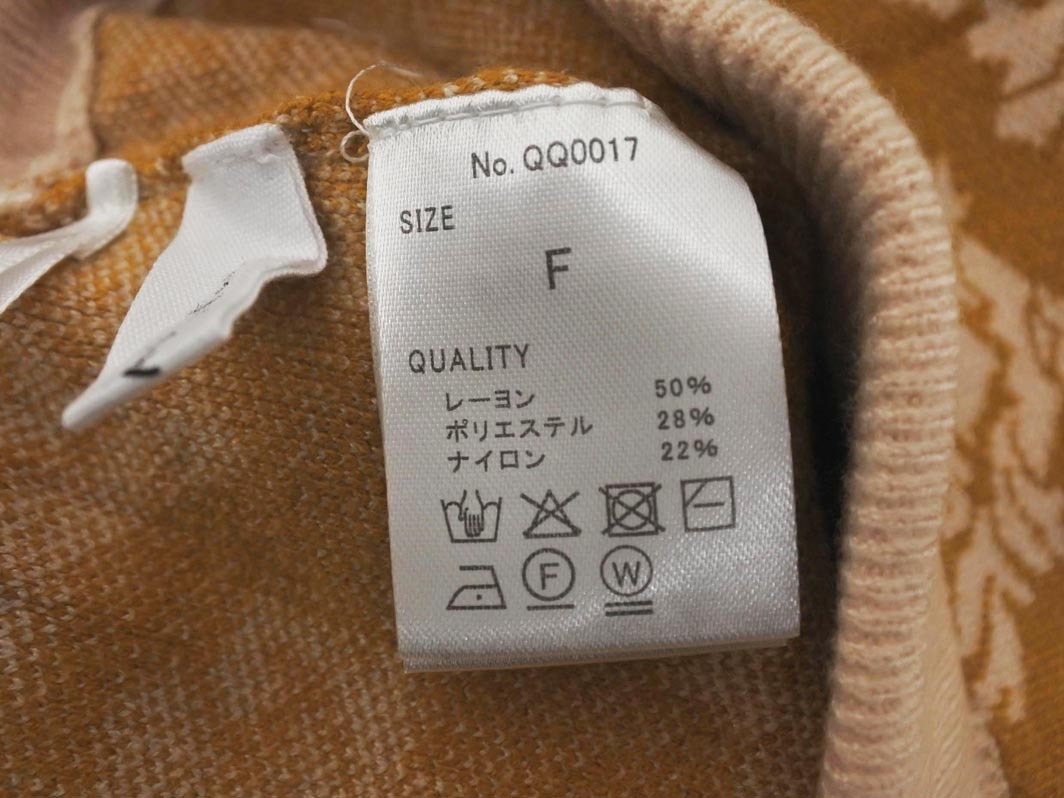 No. QQ0017
SIZE
F
QUALITY
レーヨン 50%
ポリエステル 28%
ナイロン 22%
F W